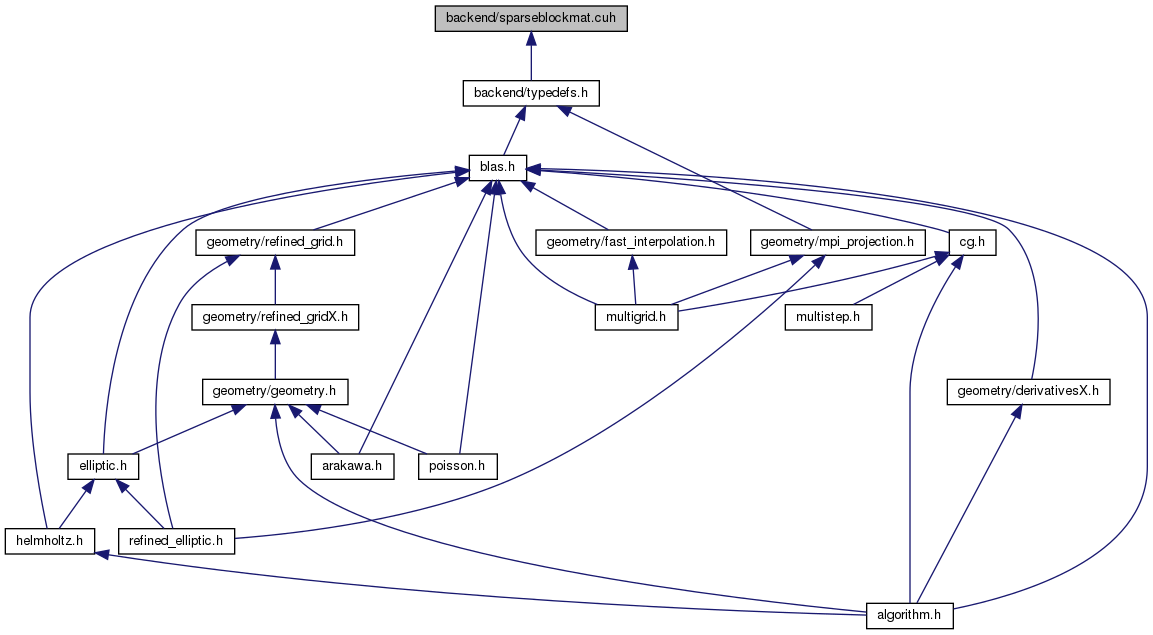 backend/sparseblockmat.cuh
backend/typedefs.h
blas.h
geometry/refined_grid.h
geometry/fast_interpolation.h
geometry/mpi_projection.h
cg.h
geometry/refined_gridX.h
multigrid.h
multistep.h
geometry/geometry.h
geometry/derivativesX.h
elliptic.h
arakawa.h
poisson.h
helmholtz.h
refined_elliptic.h
algorithm.h